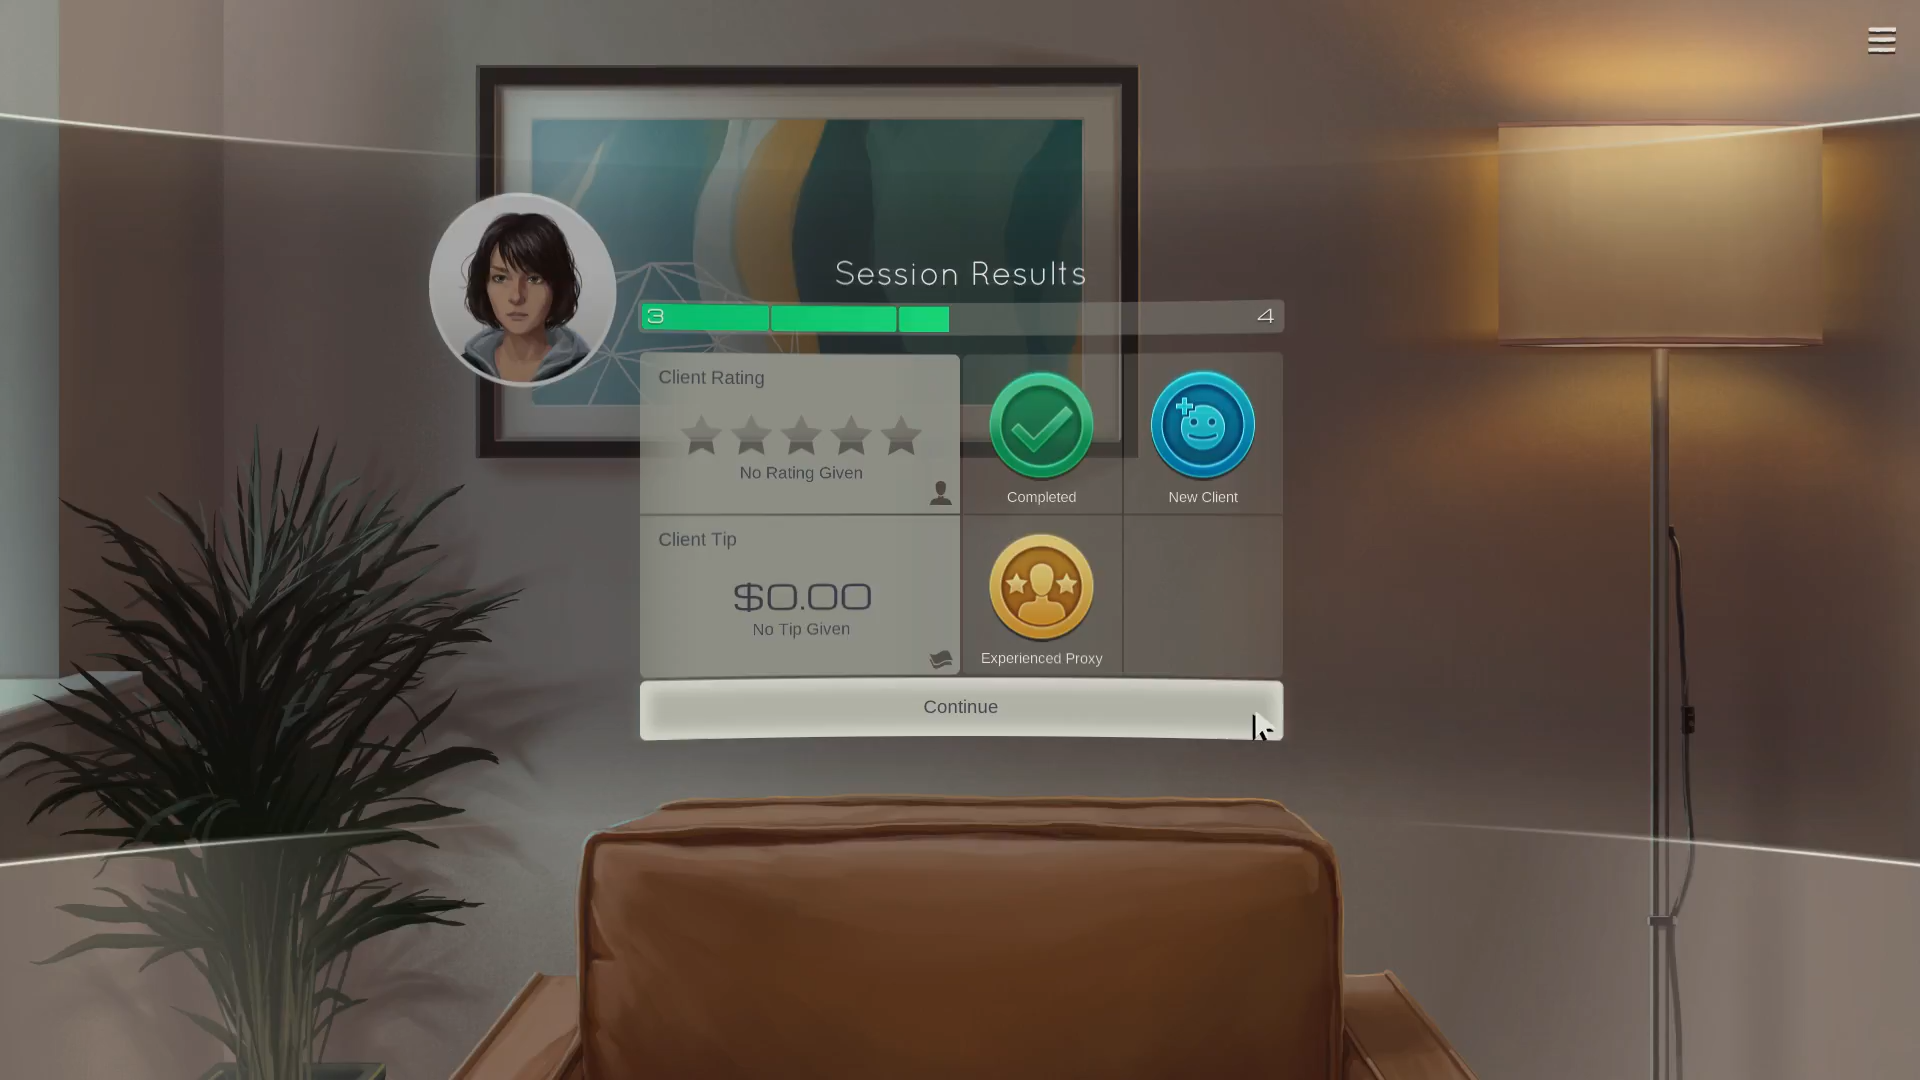 Session Results
3
4
Client Rating
No Rating Given
Completed
New Client
Client Tip
$0.00
No Tip Given
Experienced Proxy
Continue